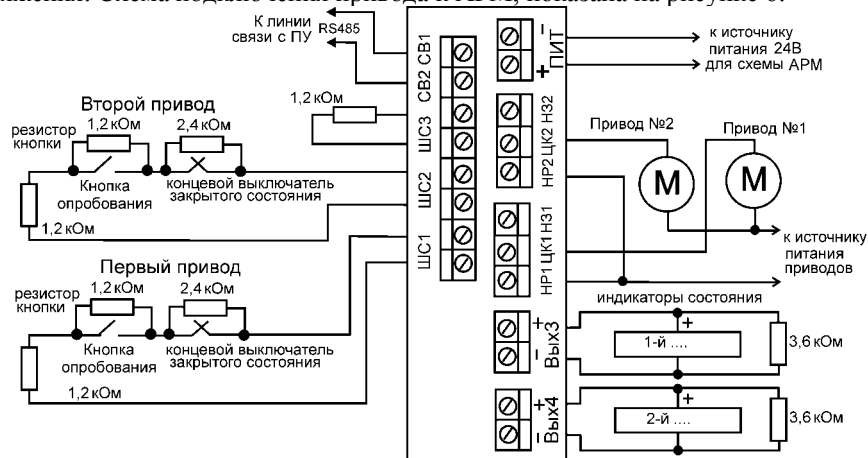 К линии
связи с ПУ
RS485
СВ1
СВ2
1,2 кОм
ШС3
ШС2
ШС1
Второй привод
резистор
кнопки
1,2 кОм
2,4 кОм
Кнопка
опробования
концевой выключатель
закрытого состояния
1,2 кОм
Первый привод
резистор
кнопки
1,2 кОм
2,4 кОм
Кнопка
опробования
концевой выключатель
закрытого состояния
1,2 кОм
- ПИТ +
к источнику
питания 24В
для схемы АРМ
НР2 ЦК2 НЗ2
Привод №2
Привод №1
М
М
НР1 ЦК1 НЗ1
к источнику
питания
приводов
индикаторы состояния
+
- Вых3
+
1-й ....
3,6 кОм
+
- Вых4
+
2-й ....
3,6 кОм